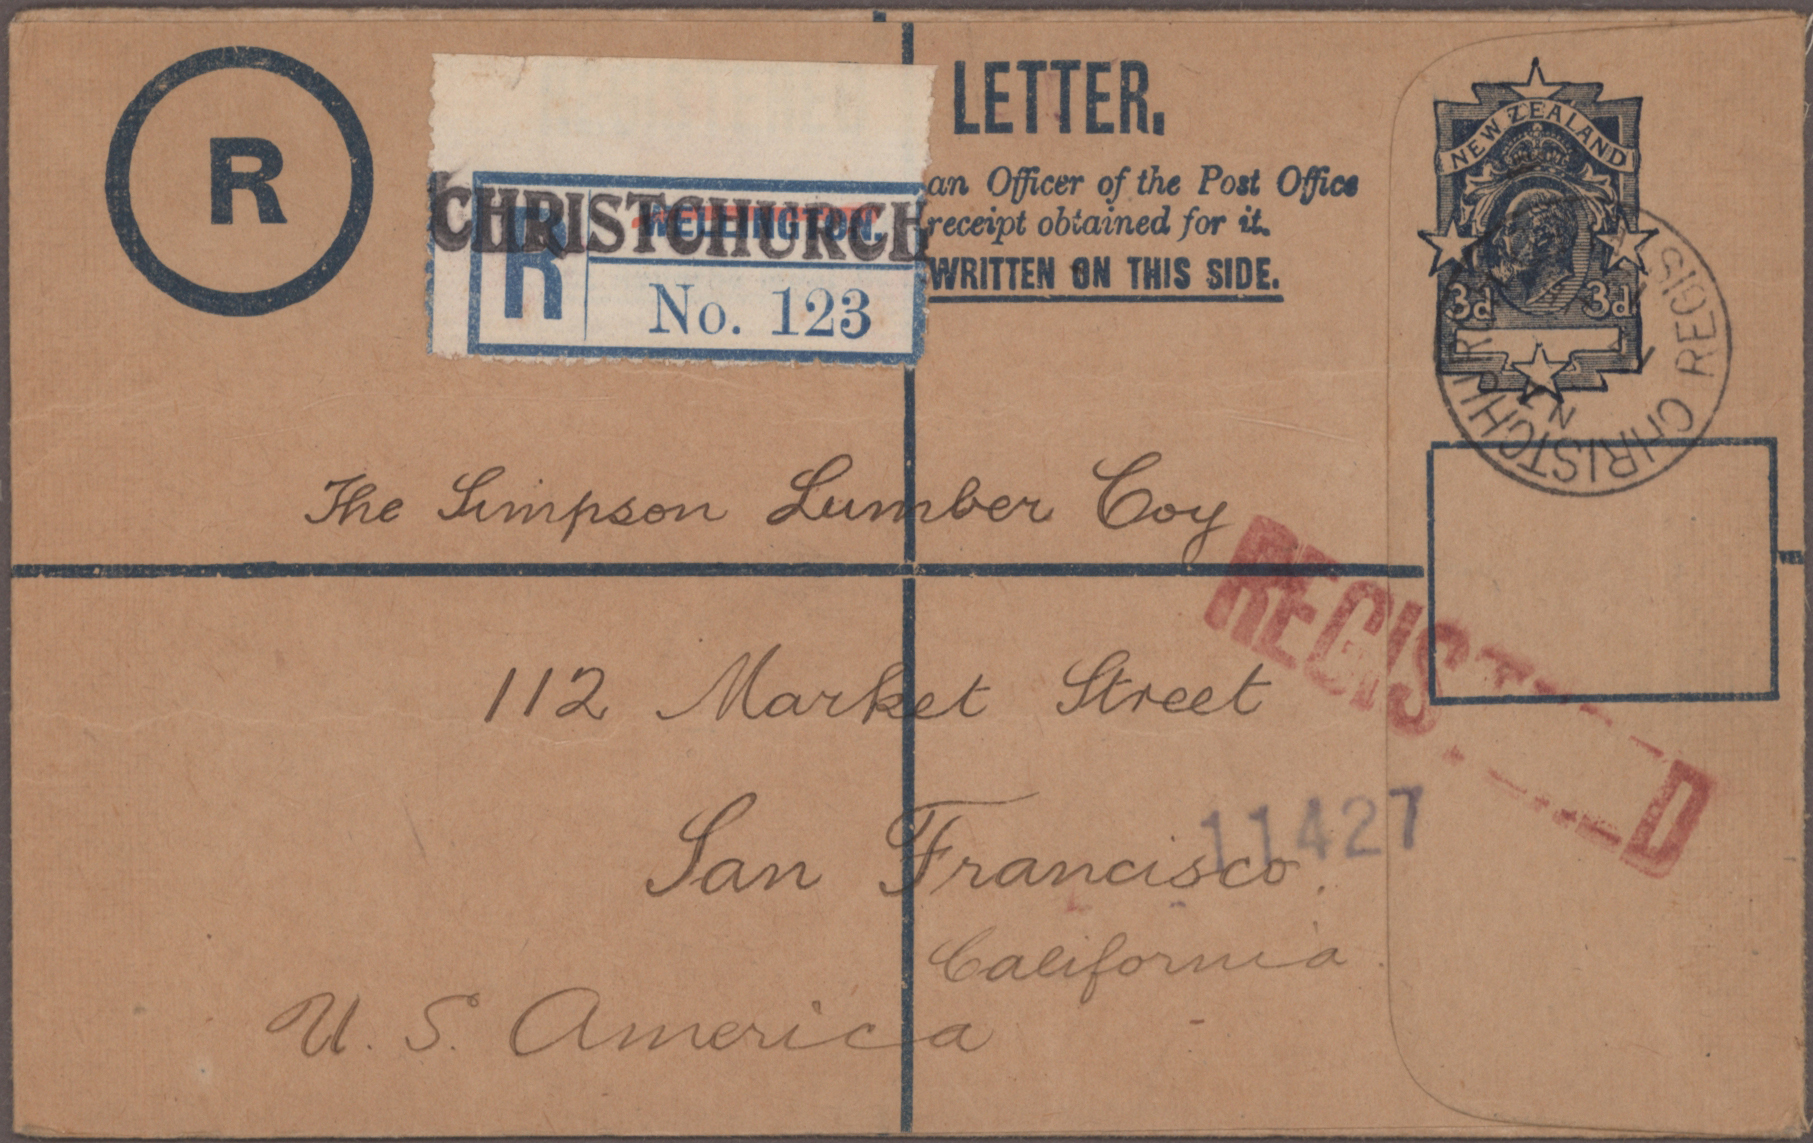 R
LETTER.
an Officer of the Post Office
receipt obtained for it.
WRITTEN ON THIS SIDE.
WELLINGTON.
CHRISTCHURCH
R
No. 123
NEW ZEALAND
3d 3d
CHRISTCHURCH
N.Z
The Simpson Lumber Coy
REGISTERED
112 Market Street
11427
San Francisco.
California.
U. S. America